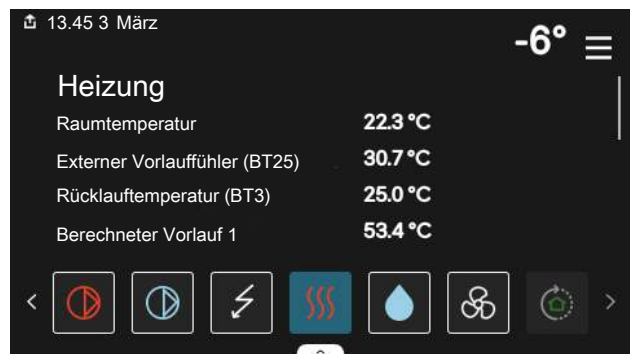 13.45 3 März
-6°
Heizung
Raumtemperatur 22.3 °C
Externer Vorlauffühler (BT25) 30.7 °C
Rücklauftemperatur (BT3) 25.0 °C
Berechneter Vorlauf 1 53.4 °C